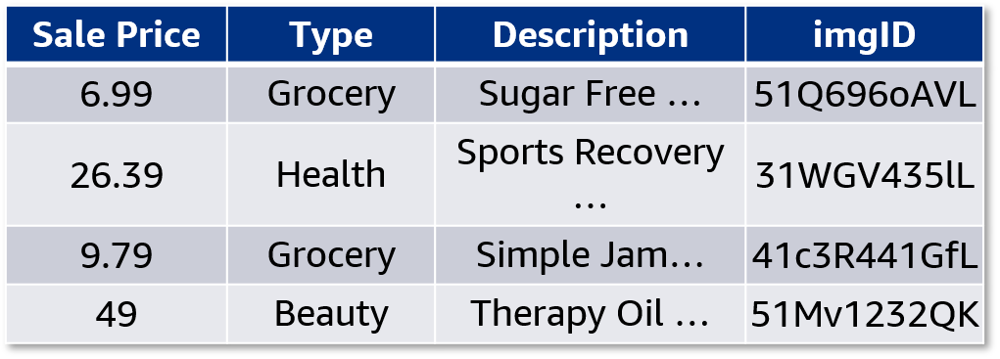 Sale Price Type Description imgID
6.99 Grocery Sugar Free … 51Q696oAVL
26.39 Health Sports Recovery … 31WGV435lL
9.79 Grocery Simple Jam… 41c3R441GfL
49 Beauty Therapy Oil … 51Mv1232QK